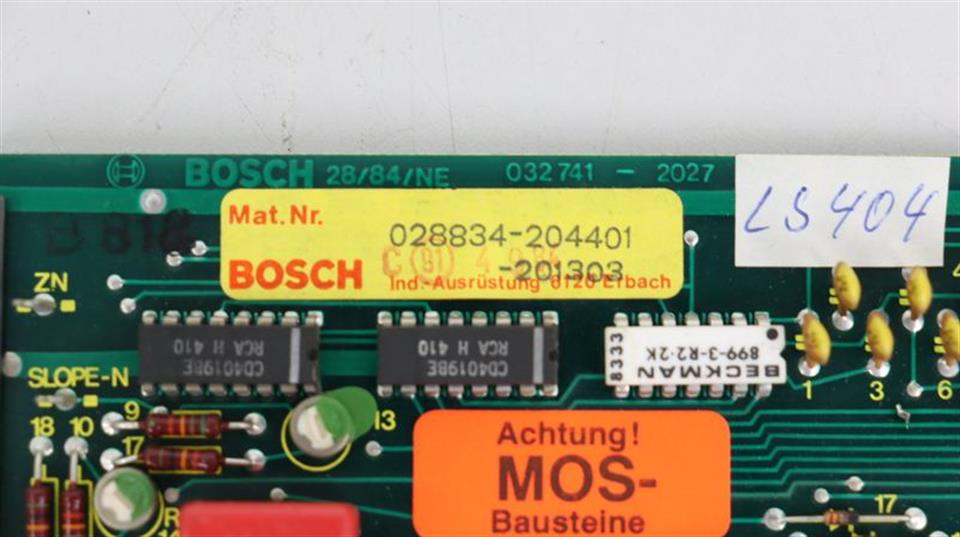 BOSCH 28/84/NE 032741 - 2027
LS404
B 818
Mat.Nr.
028834-204401
-201303
BOSCH
Ind.-Ausrüstung 6120 Erbach
ZN
CD4019BE
RCA H 410
CD4019BE
RCA H 410
BECKMAN
899-3-R2·2K
8333
1
3
6
SLOPE-N
18
10
9
17
13
Achtung!
MOS-
Bausteine
17